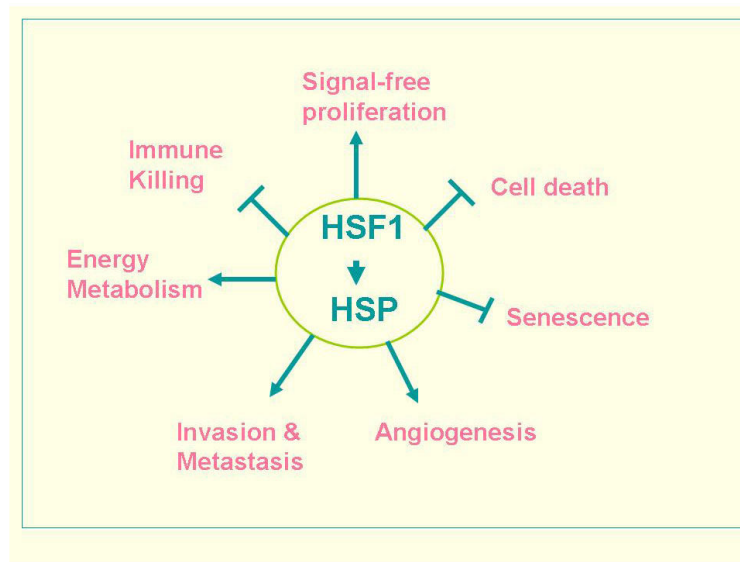 Signal-free
proliferation
Immune
Killing
Cell death
HSF1
HSP
Energy
Metabolism
Senescence
Invasion &
Metastasis
Angiogenesis